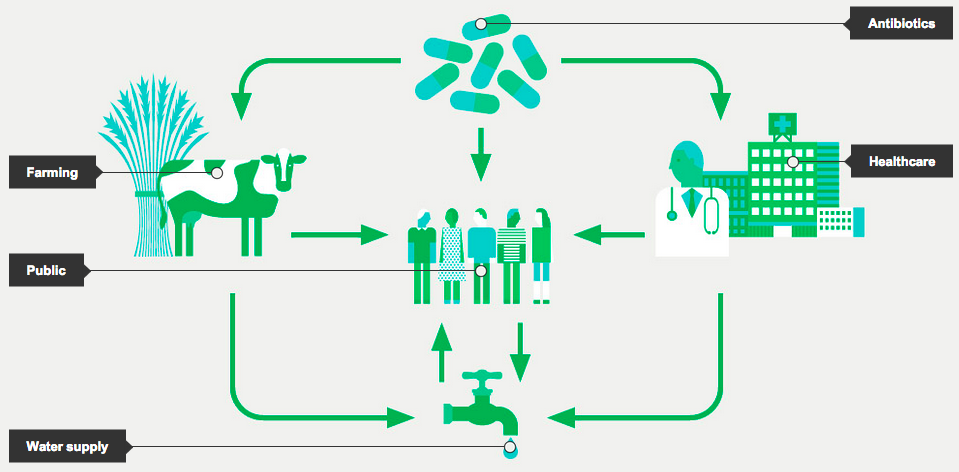 Antibiotics
Farming
Healthcare
Public
Water supply